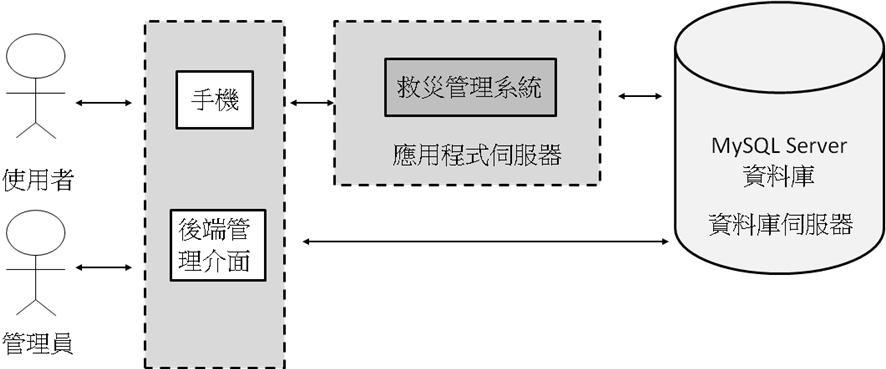 使用者
管理員
手機
後端管
理介面
救災管理系統
應用程式伺服器
MySQL Server
資料庫
資料庫伺服器